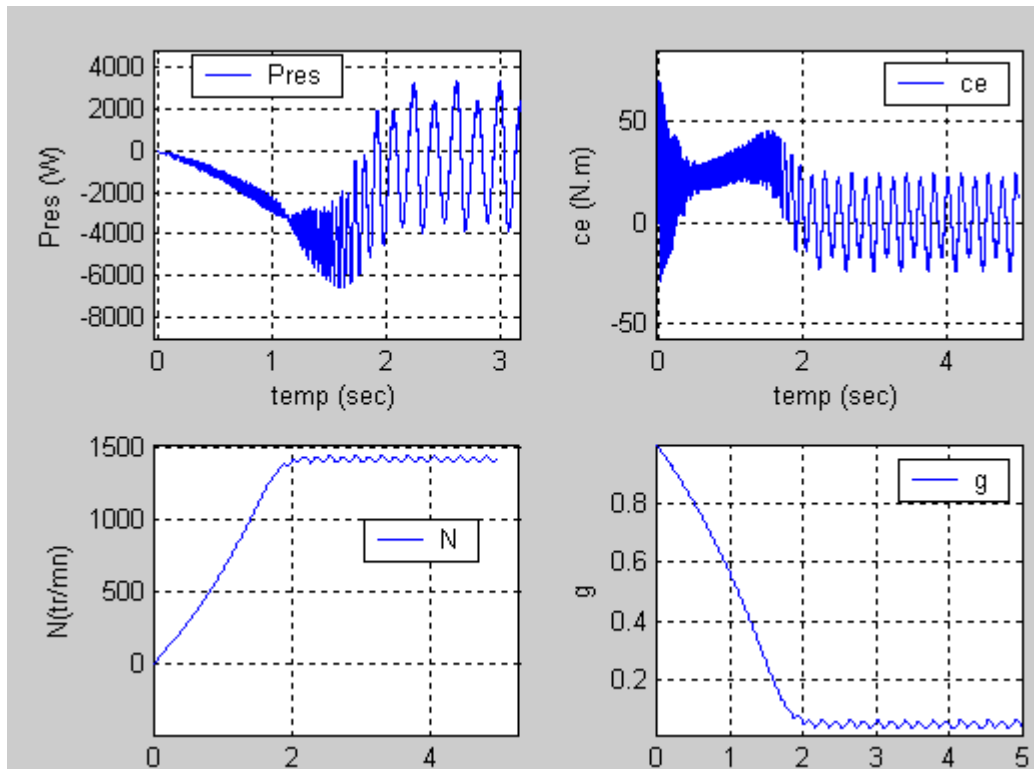 4000
2000
0
-2000
-4000
-6000
-8000
Pres (W)
Pres
0 1 2 3
temp (sec)
50
0
-50
ce (N.m)
ce
0 2 4
temp (sec)
1500
1000
500
0
N(tr/mn)
N
0 2 4
0.8
0.6
0.4
0.2
g
g
0 1 2 3 4 5